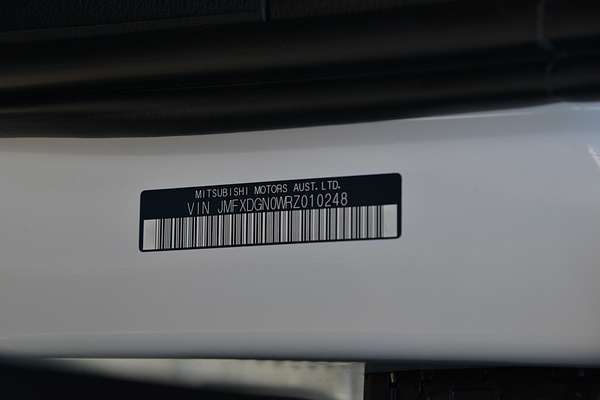 MITSUBISHI MOTORS AUST.LTD.
VIN JMFXDGN0WRZ010248